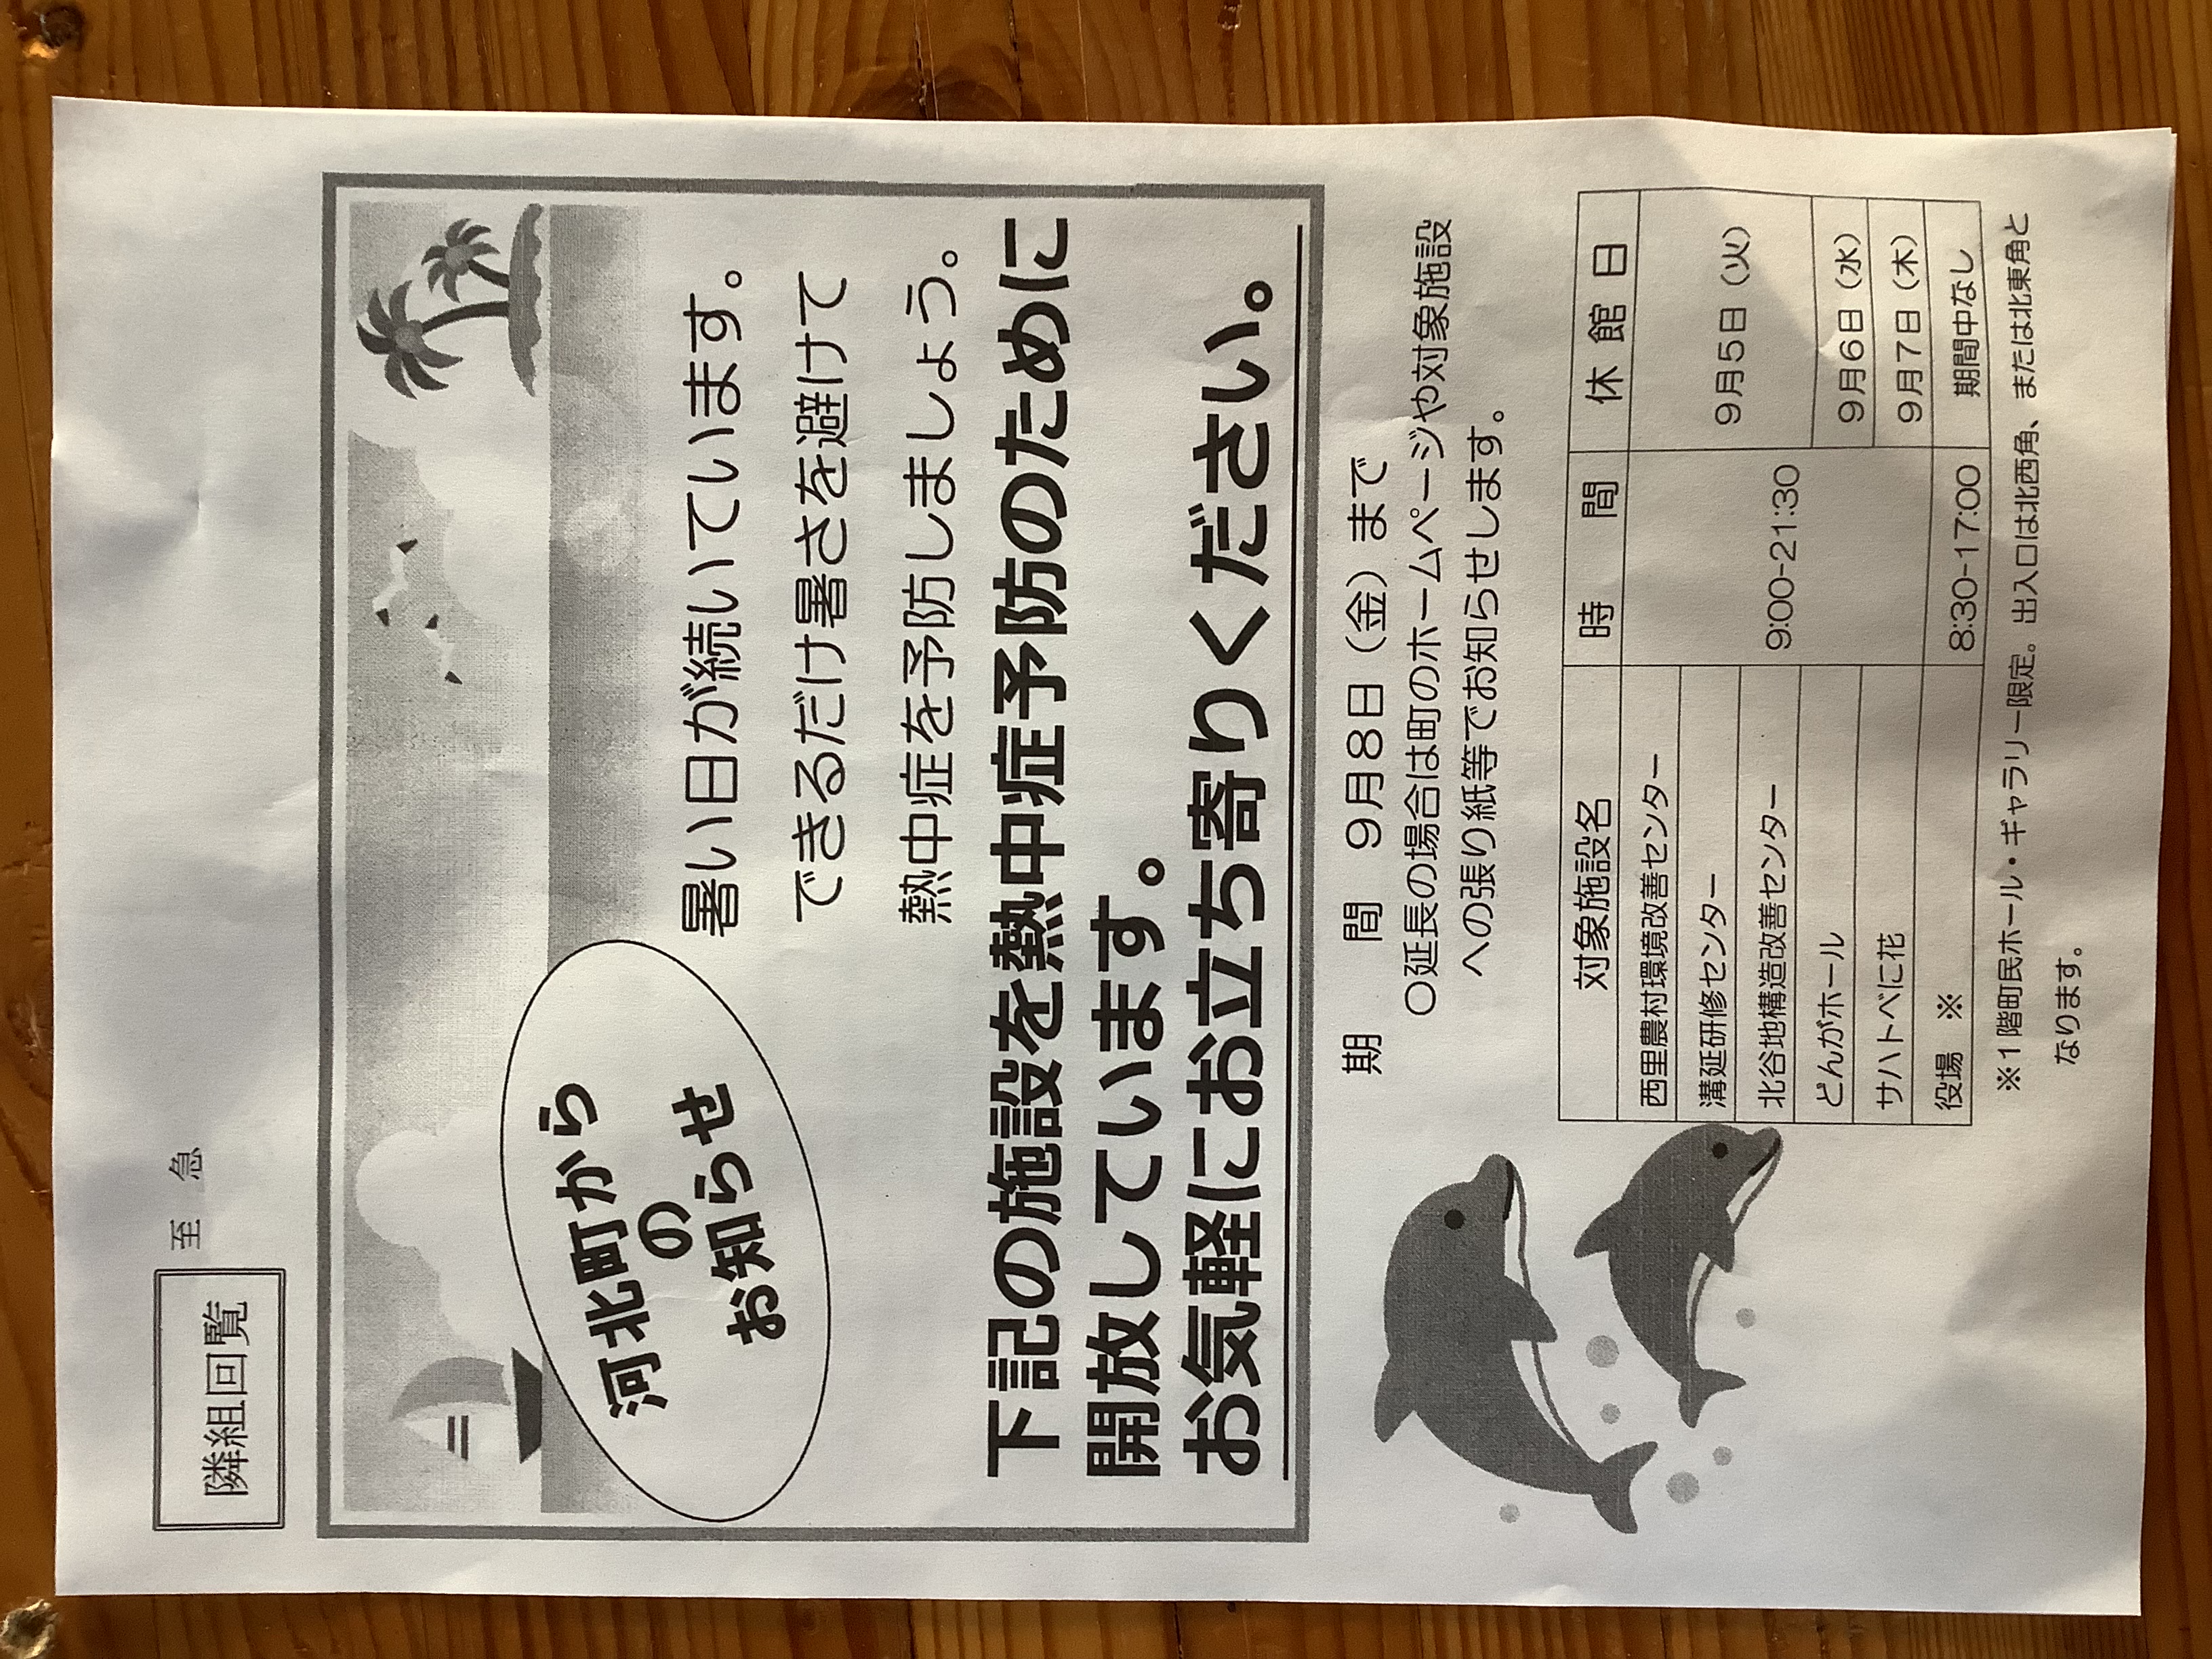 隣組回覧
至　急
河北町から
の
お知らせ
暑い日が続いています。
できるだけ暑さを避けて
熱中症を予防しましょう。
下記の施設を熱中症予防のために
開放しています。
お気軽にお立ち寄りください。
期　　間　９月８日（金）まで
〇延長の場合は町のホームページや対象施設
への張り紙等でお知らせします。
対象施設名　時　間　休 館 日
西里農村環境改善センター
溝延研修センター
9月5日（火）
北谷地構造改善センター
9:00-21:30
どんがホール
9月6日（水）
サハトべに花
9月7日（木）
役場　※　8:30-17:00　期間中なし
※１階町民ホール・ギャラリー限定。出入口は北西角、または北東角と
なります。